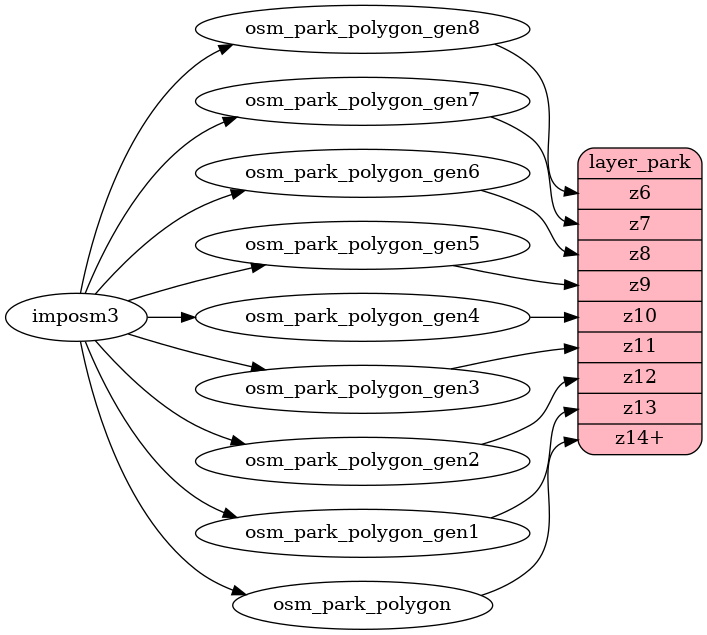 imposm3
osm_park_polygon_gen8
osm_park_polygon_gen7
osm_park_polygon_gen6
osm_park_polygon_gen5
osm_park_polygon_gen4
osm_park_polygon_gen3
osm_park_polygon_gen2
osm_park_polygon_gen1
osm_park_polygon
layer_park
z6
z7
z8
z9
z10
z11
z12
z13
z14+